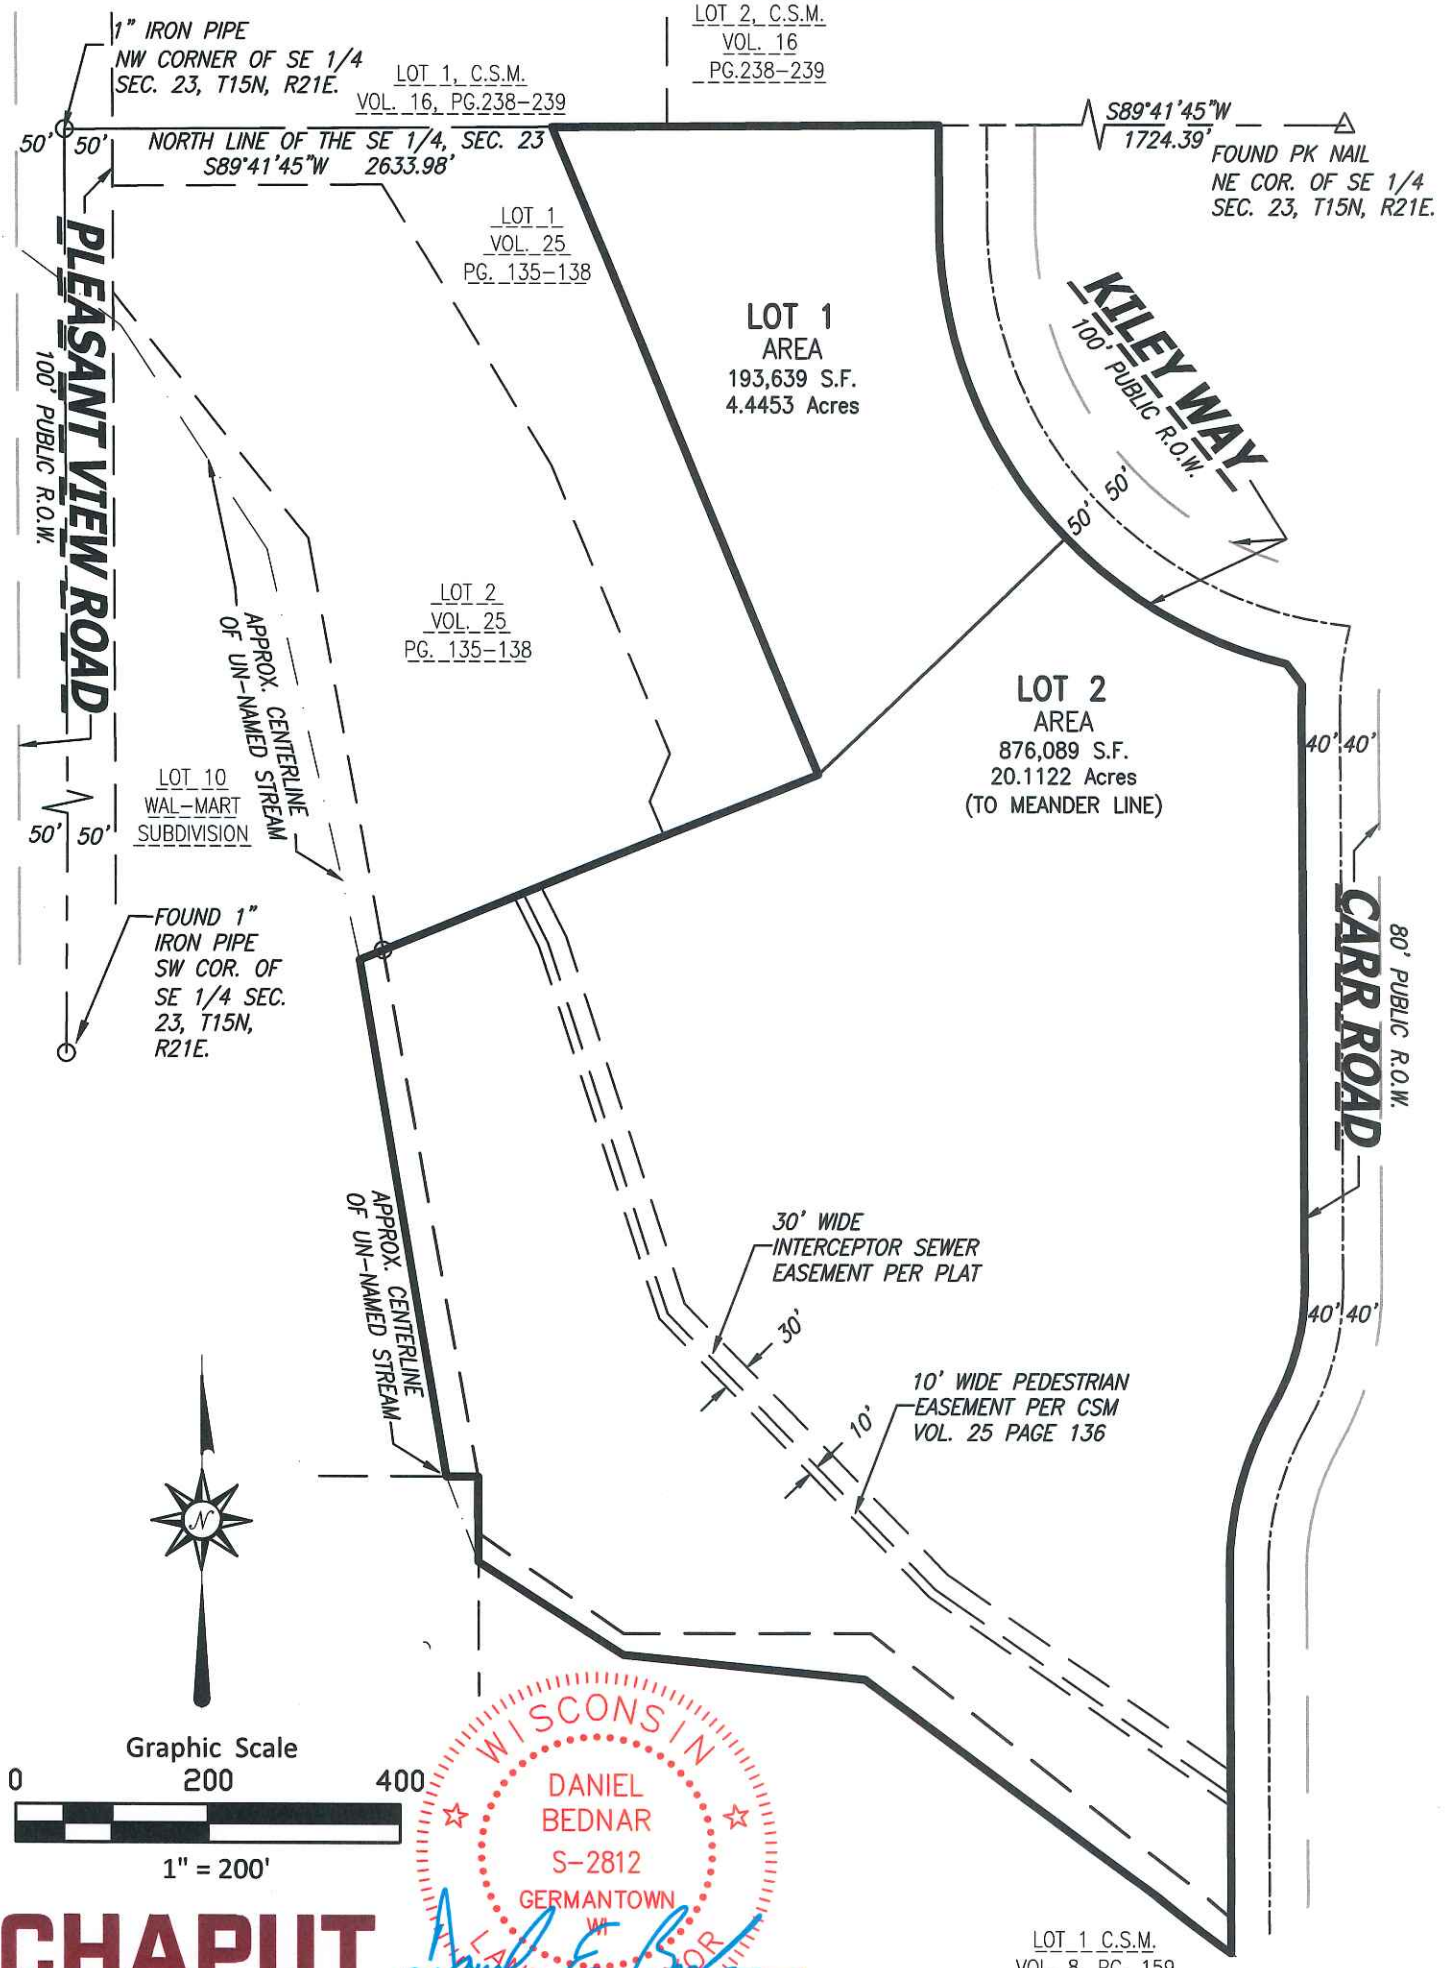 1" IRON PIPE
NW CORNER OF SE 1/4
SEC. 23, T15N, R21E.
LOT 1, C.S.M.
VOL. 16, PG.238-239
LOT 2, C.S.M.
VOL. 16
PG.238-239
S89°41'45"W
1724.39'
FOUND PK NAIL
NE COR. OF SE 1/4
SEC. 23, T15N, R21E.
50' 50'
NORTH LINE OF THE SE 1/4, SEC. 23
S89°41'45"W 2633.98'
LOT 1
VOL. 25
PG. 135-138
PLEASANT VIEW ROAD
100' PUBLIC R.O.W.
LOT 1
AREA
193,639 S.F.
4.4453 Acres
KILEY WAY
100' PUBLIC R.O.W.
50' 50'
LOT 2
VOL. 25
PG. 135-138
APPROX. CENTERLINE
OF UN-NAMED STREAM
LOT 2
AREA
876,089 S.F.
20.1122 Acres
(TO MEANDER LINE)
40' 40'
LOT 10
WAL-MART
SUBDIVISION
50' 50'
FOUND 1"
IRON PIPE
SW COR. OF
SE 1/4 SEC.
23, T15N,
R21E.
CARR ROAD
80' PUBLIC R.O.W.
APPROX. CENTERLINE
OF UN-NAMED STREAM
30' WIDE
INTERCEPTOR SEWER
EASEMENT PER PLAT
30'
40' 40'
10' WIDE PEDESTRIAN
EASEMENT PER CSM
VOL. 25 PAGE 136
10'
N
Graphic Scale
0 200 400
1" = 200'
WISCONSIN
DANIEL
BEDNAR
S-2812
GERMANTOWN
WI
CHAPUT
LOT 1 C.S.M.
VOL. 8, PG. 159